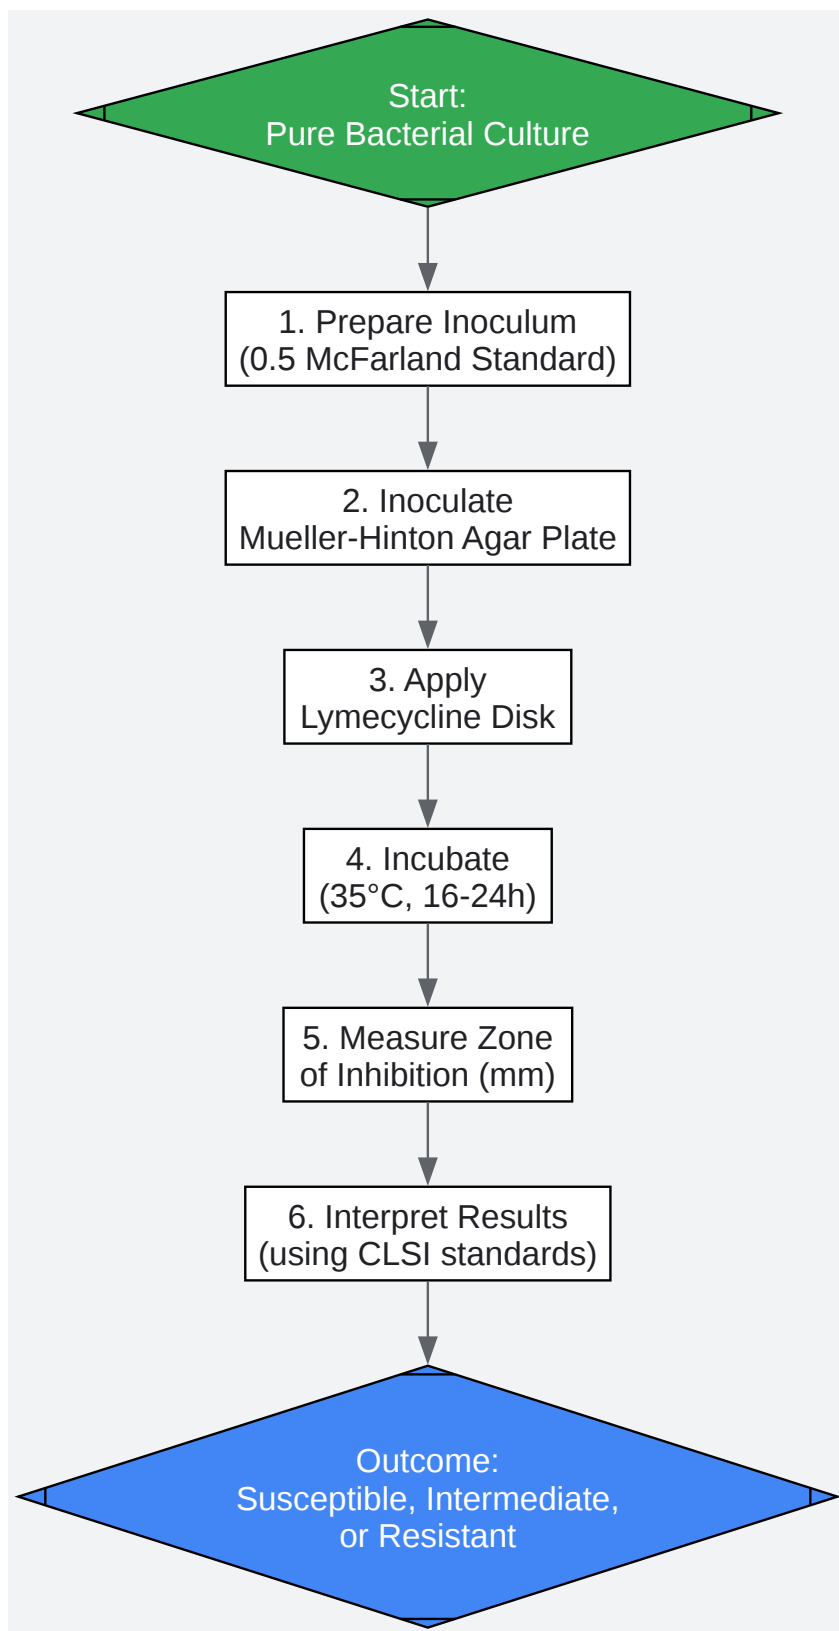 Start:
Pure Bacterial Culture
1. Prepare Inoculum
(0.5 McFarland Standard)
2. Inoculate
Mueller-Hinton Agar Plate
3. Apply
Lymecycline Disk
4. Incubate
(35°C, 16-24h)
5. Measure Zone
of Inhibition (mm)
6. Interpret Results
(using CLSI standards)
Outcome:
Susceptible, Intermediate,
or Resistant